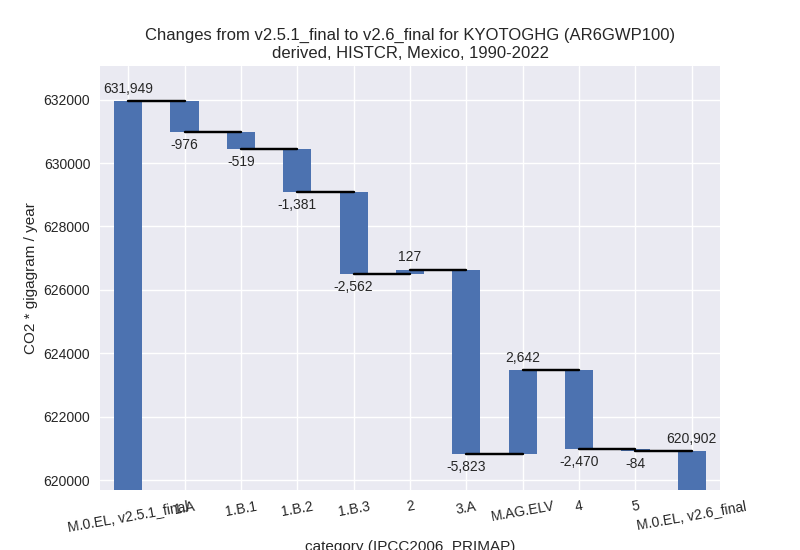 Changes from v2.5.1_final to v2.6_final for KYOTOGHG (AR6GWP100)
derived, HISTCR, Mexico, 1990-2022
CO2 * gigagram / year
632000
630000
628000
626000
624000
622000
620000
631,949
-976
-519
-1,381
-2,562
127
-5,823
2,642
-2,470
-84
620,902
M.0.EL, v2.5.1_final
1.A
1.B.1
1.B.2
1.B.3
2
3.A
M.AG.ELV
4
5
M.0.EL, v2.6_final
category (IPCC2006_PRIMAP)